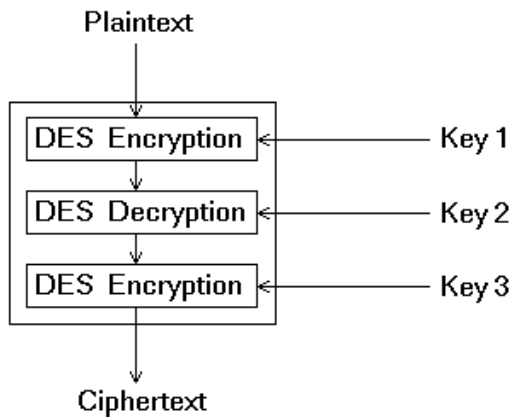 Plaintext
DES Encryption
Key 1
DES Decryption
Key 2
DES Encryption
Key 3
Ciphertext